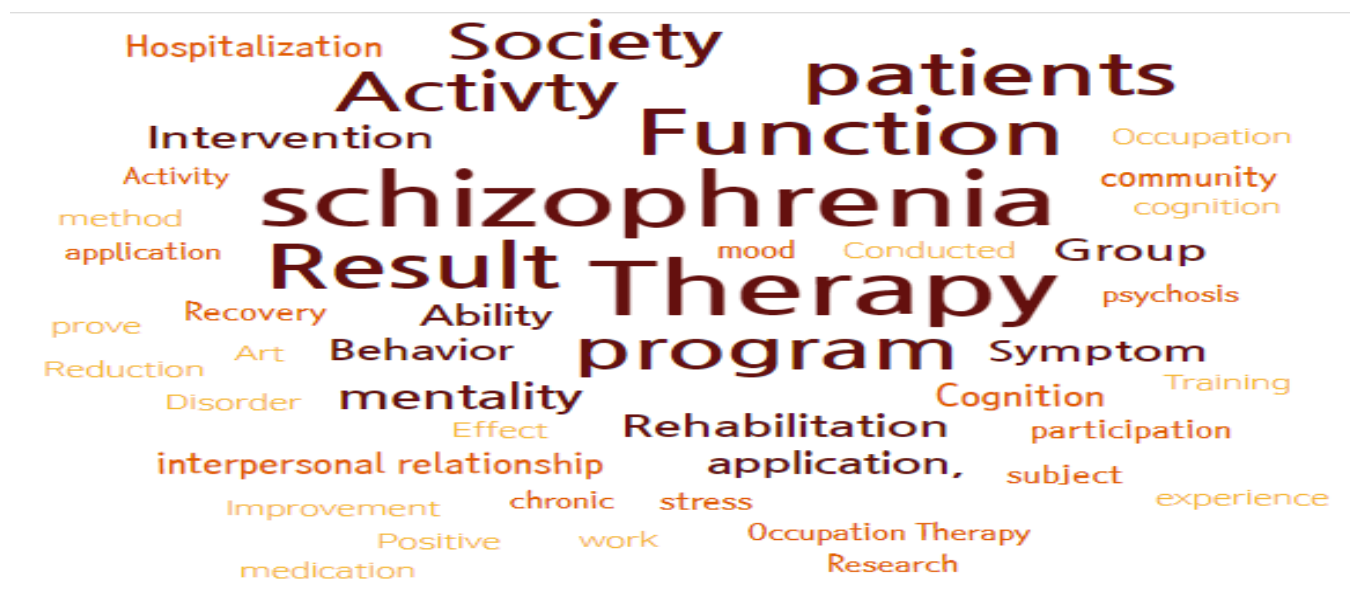 Hospitalization Society
Activty patients
Intervention Function Occupation
Activity schizophrenia community
method cognition
application Result mood Conducted Group
Therapy psychosis
Recovery Ability
prove
Art Behavior program Symptom
Reduction Training
Disorder mentality Cognition
Effect Rehabilitation participation
interpersonal relationship application, subject
Improvement chronic stress experience
Positive work Occupation Therapy
medication Research